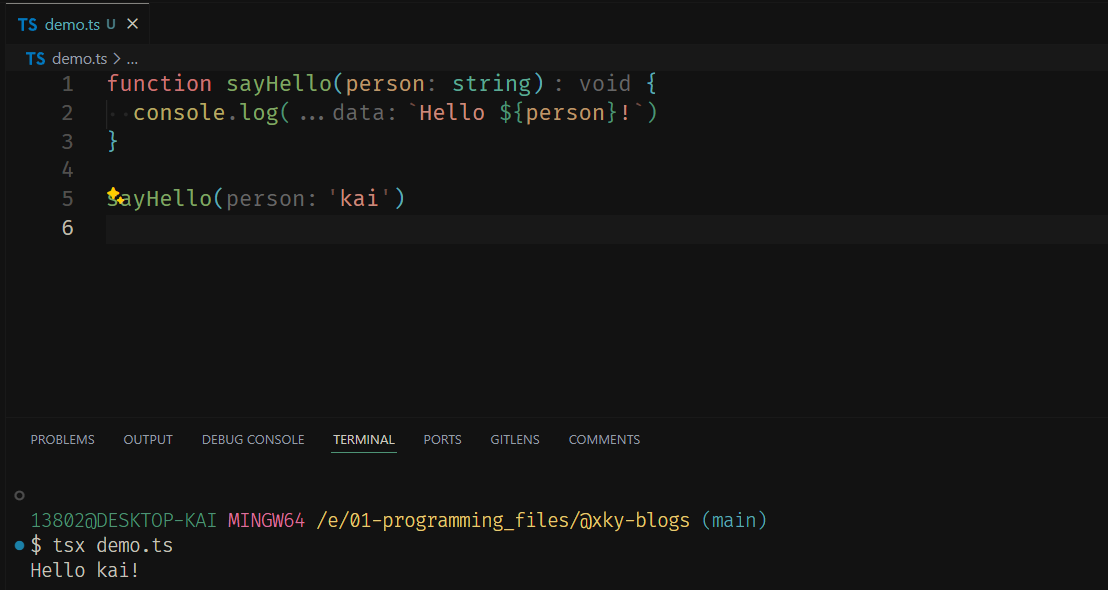 TS demo.ts U ×
TS demo.ts > ...
1 function sayHello(person: string) : void {
2 console.log( ...data: `Hello ${person}!`)
3 }
4
5 sayHello(person: 'kai')
6
PROBLEMS OUTPUT DEBUG CONSOLE TERMINAL PORTS GITLENS COMMENTS
13802@DESKTOP-KAI MINGW64 /e/01-programming_files/@xky-blogs (main)
$ tsx demo.ts
Hello kai!